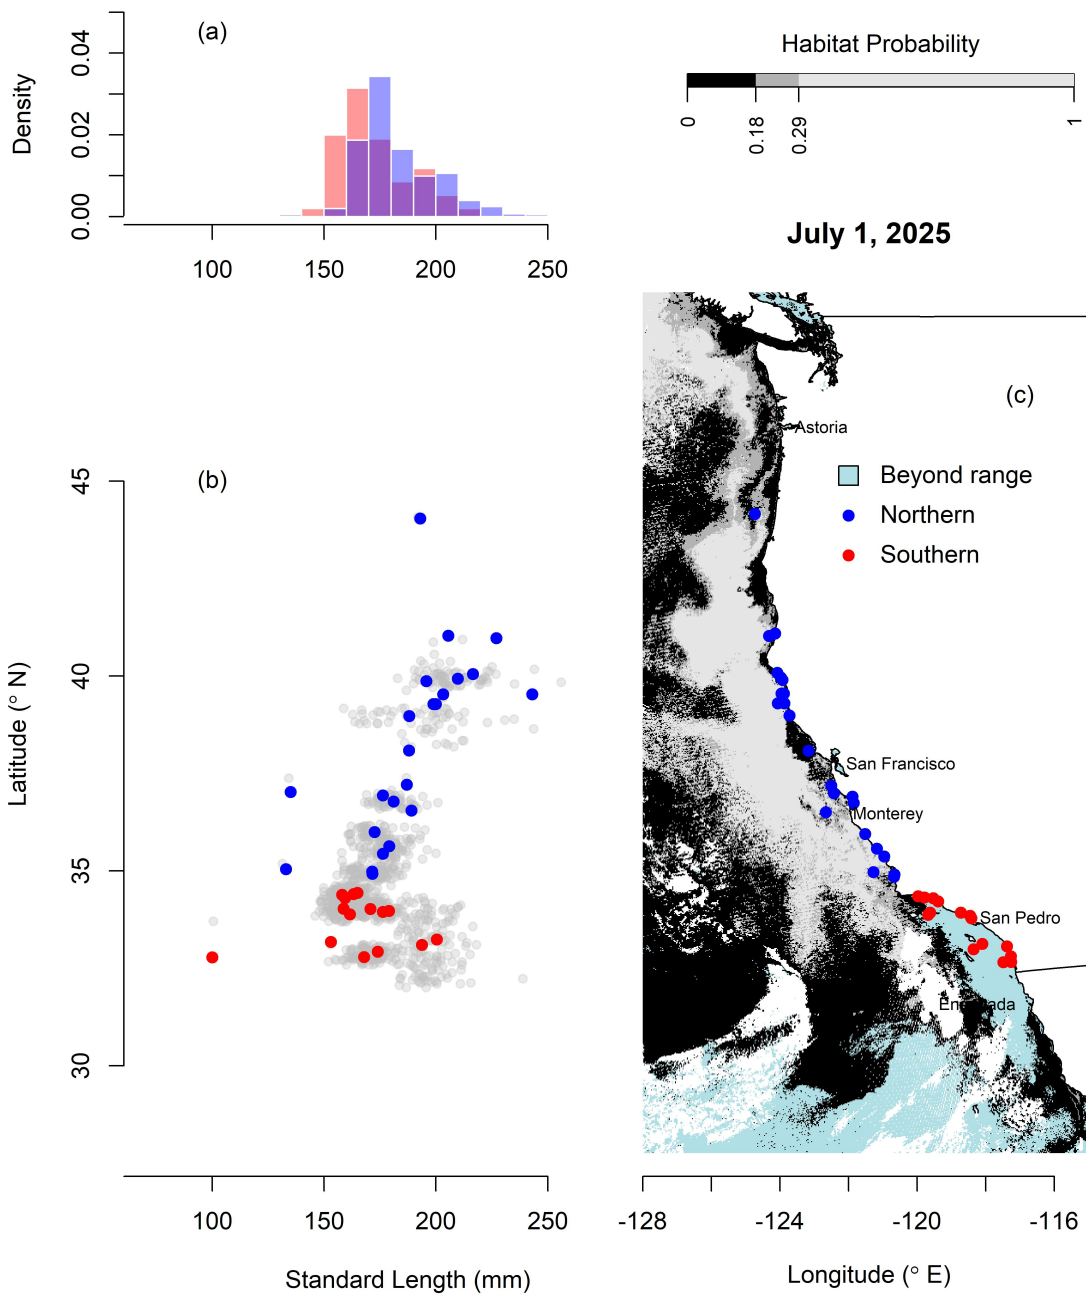 (a)
Density
0.00
0.02
0.04
100
150
200
250
Habitat Probability
0
0.18
0.29
1
July 1, 2025
(b)
Latitude (° N)
45
40
35
30
100
150
200
250
Standard Length (mm)
(c)
Astoria
Beyond range
Northern
Southern
San Francisco
Monterey
San Pedro
Ensenada
-128
-124
-120
-116
Longitude (° E)